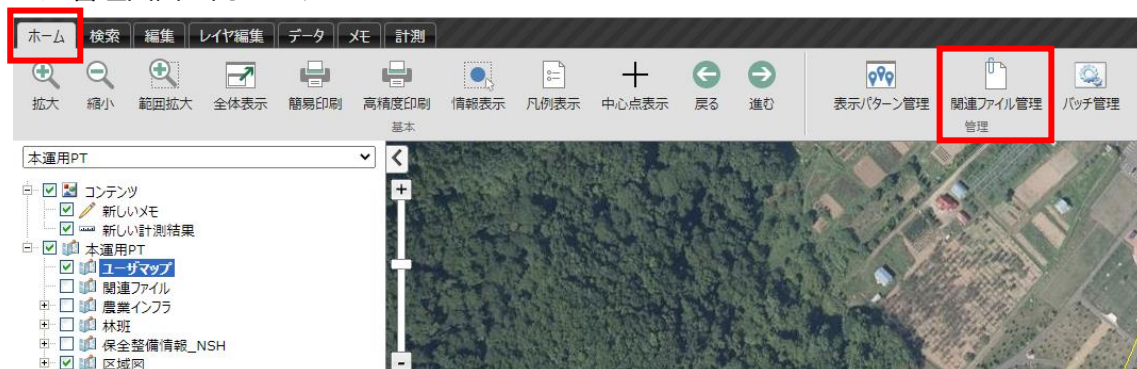 ホーム 検索 編集 レイヤ編集 データ メモ 計測
拡大 縮小 範囲拡大 全体表示 簡易印刷 高精度印刷 情報表示 凡例表示 中心点表示 戻る 進む 表示パターン管理 関連ファイル管理 バッチ管理
基本 管理
本運用PT
コンテンツ
新しいメモ
新しい計測結果
本運用PT
ユーザマップ
関連ファイル
農業インフラ
林班
保全整備情報_NSH
区域図